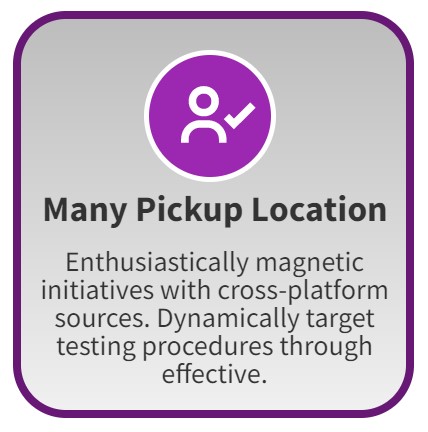 Many Pickup Location
Enthusiastically magnetic
initiatives with cross-platform
sources. Dynamically target
testing procedures through
effective.